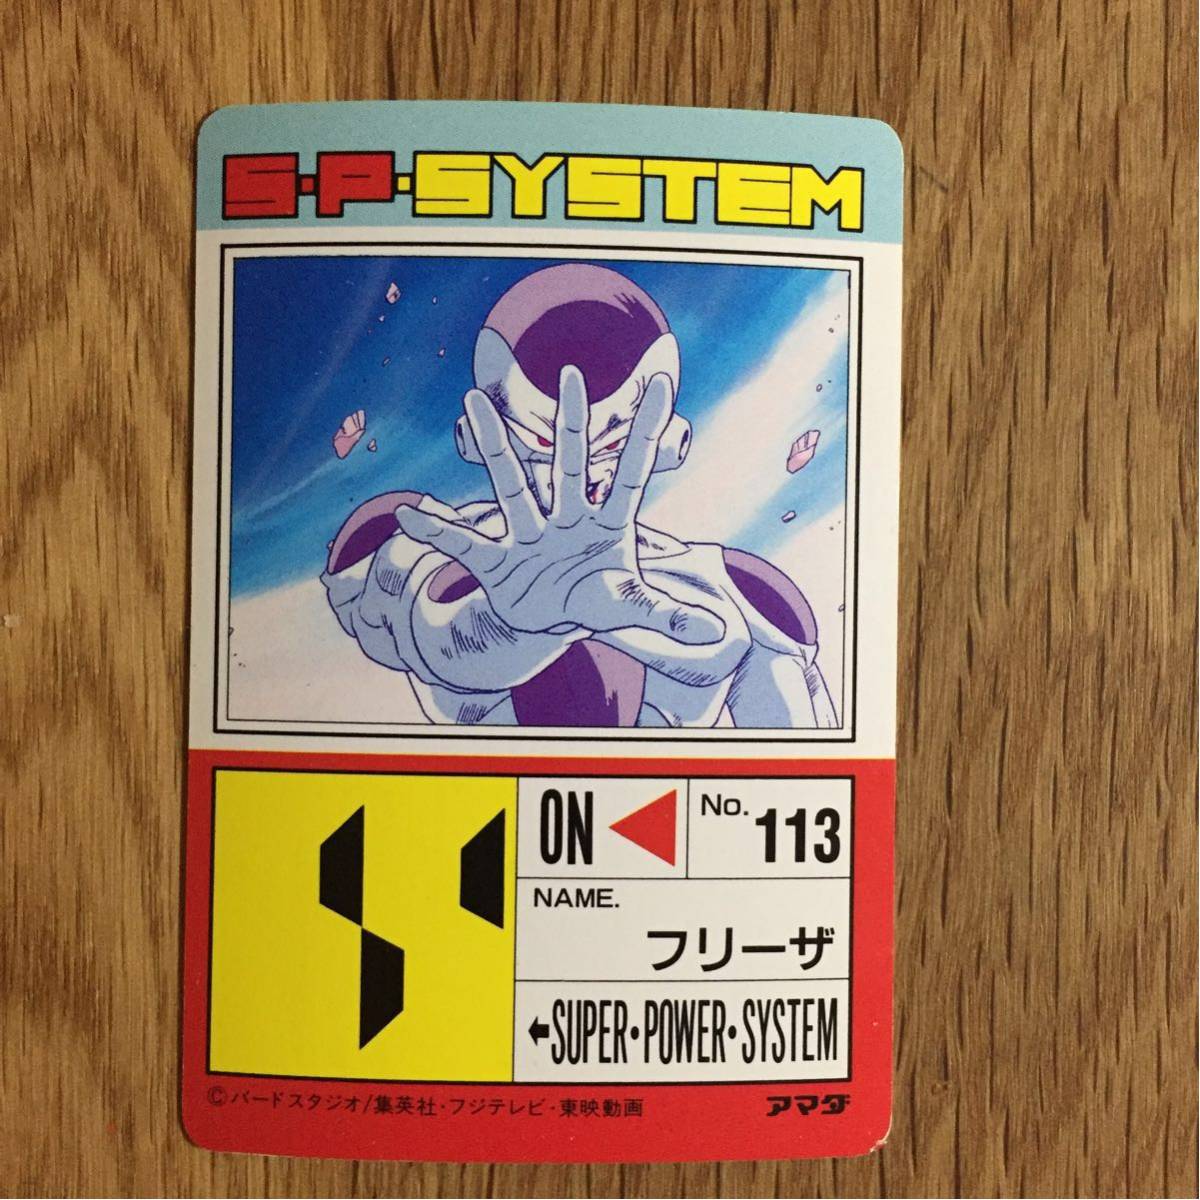 S・P・SYSTEM
ON
No. 113
NAME.
フリーザ
SUPER・POWER・SYSTEM
©バードスタジオ/集英社・フジテレビ・東映動画
アマダ